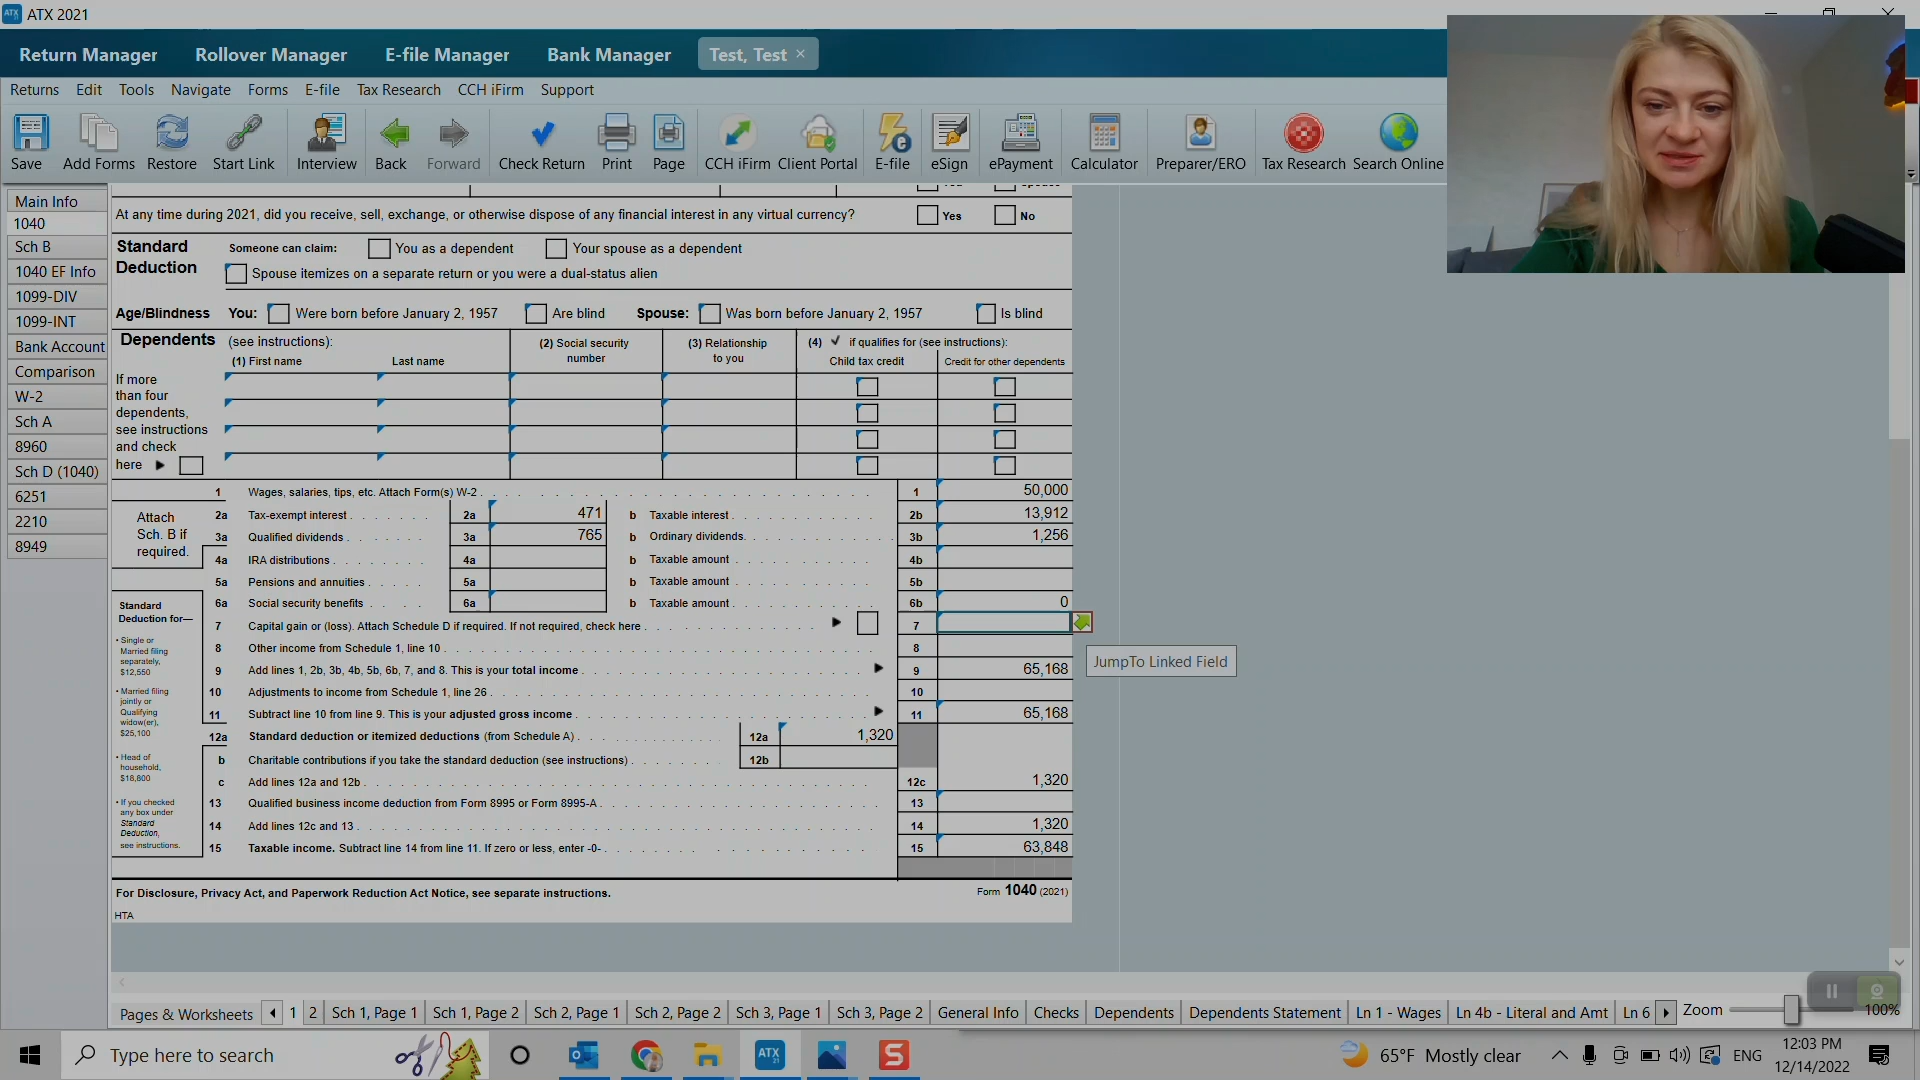 ATX 2021
Return Manager Rollover Manager E-file Manager Bank Manager Test, Test ×
Returns Edit Tools Navigate Forms E-file Tax Research CCH iFirm Support
Save Add Forms Restore Start Link Interview Back Forward Check Return Print Page CCH iFirm Client Portal E-file eSign ePayment Calculator Preparer/ERO Tax Research Search Online
Main Info
1040
Sch B
1040 EF Info
1099-DIV
1099-INT
Bank Account
Comparison
W-2
Sch A
8960
Sch D (1040)
6251
2210
8949
At any time during 2021, did you receive, sell, exchange, or otherwise dispose of any financial interest in any virtual currency? Yes No
Standard Deduction Someone can claim: You as a dependent Your spouse as a dependent
Spouse itemizes on a separate return or you were a dual-status alien
Age/Blindness You: Were born before January 2, 1957 Are blind Spouse: Was born before January 2, 1957 Is blind
Dependents (see instructions): (2) Social security number (3) Relationship to you (4) ✓ if qualifies for (see instructions):
(1) First name Last name Child tax credit Credit for other dependents
If more
than four
dependents,
see instructions
and check
here ▶
Attach
Sch. B if
required.
1 Wages, salaries, tips, etc. Attach Form(s) W-2 1 50,000
2a Tax-exempt interest 2a 471 b Taxable interest 2b 13,912
3a Qualified dividends 3a 765 b Ordinary dividends 3b 1,256
4a IRA distributions 4a b Taxable amount 4b
5a Pensions and annuities 5a b Taxable amount 5b
6a Social security benefits 6a b Taxable amount 6b 0
7 Capital gain or (loss). Attach Schedule D if required. If not required, check here ▶ 7
8 Other income from Schedule 1, line 10 8
9 Add lines 1, 2b, 3b, 4b, 5b, 6b, 7, and 8. This is your total income ▶ 9 65,168
10 Adjustments to income from Schedule 1, line 26 10
11 Subtract line 10 from line 9. This is your adjusted gross income ▶ 11 65,168
12a Standard deduction or itemized deductions (from Schedule A) 12a 1,320
b Charitable contributions if you take the standard deduction (see instructions) 12b
c Add lines 12a and 12b 12c 1,320
13 Qualified business income deduction from Form 8995 or Form 8995-A 13
14 Add lines 12c and 13 14 1,320
15 Taxable income. Subtract line 14 from line 11. If zero or less, enter -0- 15 63,848
Standard
Deduction for—
• Single or
Married filing
separately,
$12,550
• Married filing
jointly or
Qualifying
widow(er),
$25,100
• Head of
household,
$18,800
• If you checked
any box under
Standard
Deduction,
see instructions.
JumpTo Linked Field
For Disclosure, Privacy Act, and Paperwork Reduction Act Notice, see separate instructions. Form 1040 (2021)
HTA
Pages & Worksheets 1 2 Sch 1, Page 1 Sch 1, Page 2 Sch 2, Page 1 Sch 2, Page 2 Sch 3, Page 1 Sch 3, Page 2 General Info Checks Dependents Dependents Statement Ln 1 - Wages Ln 4b - Literal and Amt Ln 6 Zoom 100%
Type here to search
65°F Mostly clear ENG 12:03 PM
12/14/2022